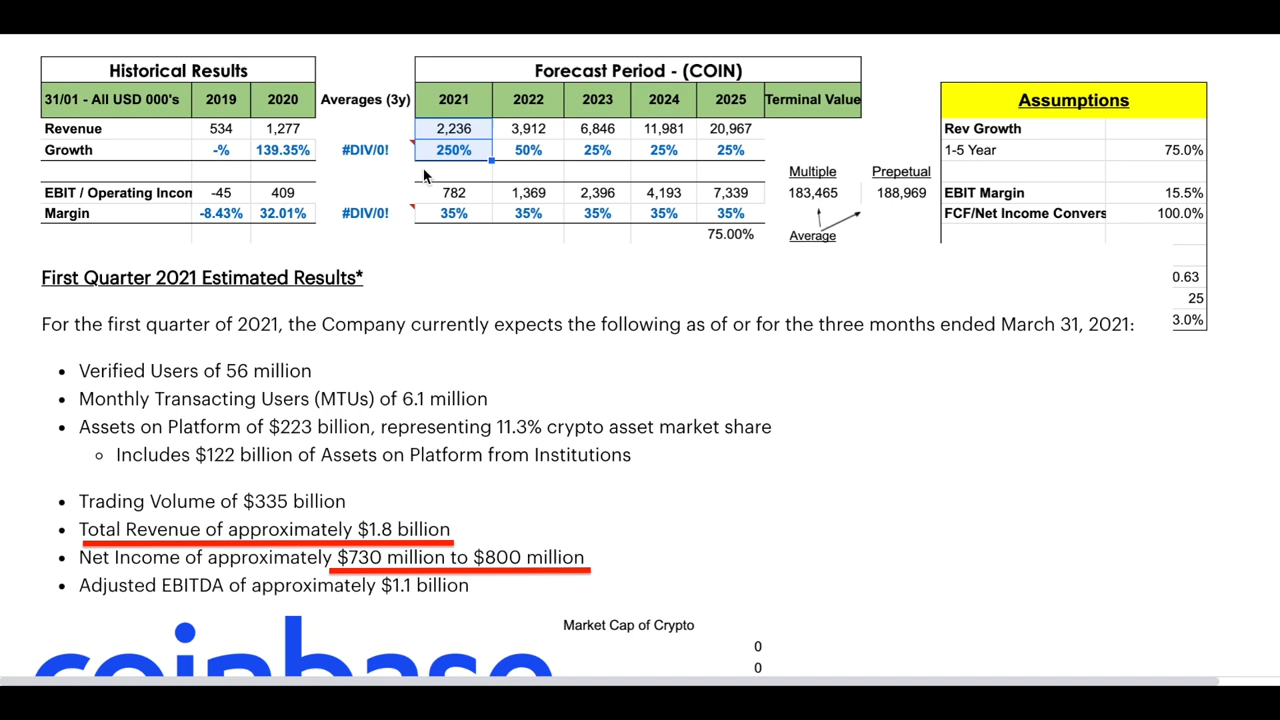 Historical Results Forecast Period - (COIN)
31/01 - All USD 000's 2019 2020 Averages (3y) 2021 2022 2023 2024 2025 Terminal Value Assumptions
Revenue 534 1,277 2,236 3,912 6,846 11,981 20,967 Rev Growth
Growth -% 139.35% #DIV/0! 250% 50% 25% 25% 25% 1-5 Year 75.0%
Multiple Prepetual
EBIT / Operating Incon -45 409 782 1,369 2,396 4,193 7,339 183,465 188,969 EBIT Margin 15.5%
Margin -8.43% 32.01% #DIV/0! 35% 35% 35% 35% 35% FCF/Net Income Convers 100.0%
75.00% Average
First Quarter 2021 Estimated Results*
0.63
25
For the first quarter of 2021, the Company currently expects the following as of or for the three months ended March 31, 2021: 3.0%
• Verified Users of 56 million
• Monthly Transacting Users (MTUs) of 6.1 million
• Assets on Platform of $223 billion, representing 11.3% crypto asset market share
◦ Includes $122 billion of Assets on Platform from Institutions
• Trading Volume of $335 billion
• Total Revenue of approximately $1.8 billion
• Net Income of approximately $730 million to $800 million
• Adjusted EBITDA of approximately $1.1 billion
Market Cap of Crypto
0
0
coinbase